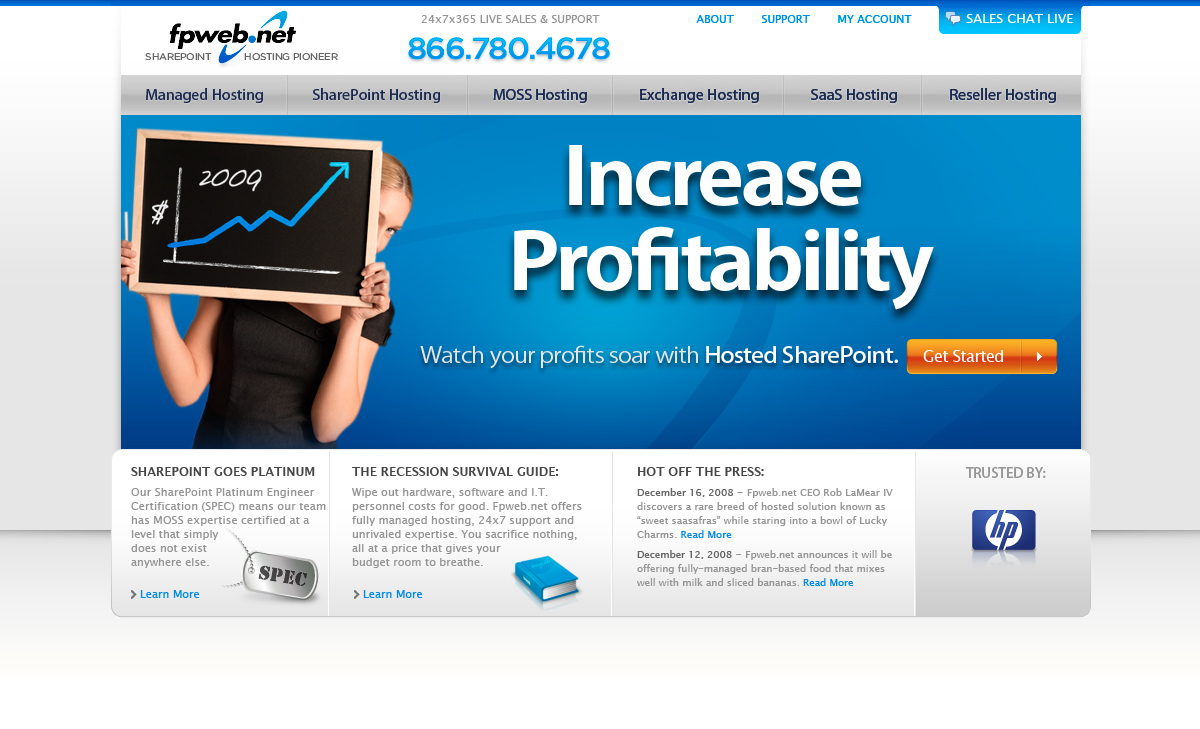 fpweb.net
SHAREPOINT HOSTING PIONEER
24x7x365 LIVE SALES & SUPPORT
866.780.4678
ABOUT
SUPPORT
MY ACCOUNT
SALES CHAT LIVE
Managed Hosting
SharePoint Hosting
MOSS Hosting
Exchange Hosting
SaaS Hosting
Reseller Hosting
2009
$
Increase
Profitability
Watch your profits soar with Hosted SharePoint.
Get Started
SHAREPOINT GOES PLATINUM
Our SharePoint Platinum Engineer
Certification (SPEC) means our team
has MOSS expertise certified at a
level that simply
does not exist
anywhere else.
SPEC
Learn More
THE RECESSION SURVIVAL GUIDE:
Wipe out hardware, software and I.T.
personnel costs for good. Fpweb.net offers
fully managed hosting, 24x7 support and
unrivaled expertise. You sacrifice nothing,
all at a price that gives your
budget room to breathe.
Learn More
HOT OFF THE PRESS:
December 16, 2008 – Fpweb.net CEO Rob LaMear IV
discovers a rare breed of hosted solution known as
“sweet saasafras” while staring into a bowl of Lucky
Charms. Read More
December 12, 2008 – Fpweb.net announces it will be
offering fully-managed bran-based food that mixes
well with milk and sliced bananas. Read More
TRUSTED BY:
hp